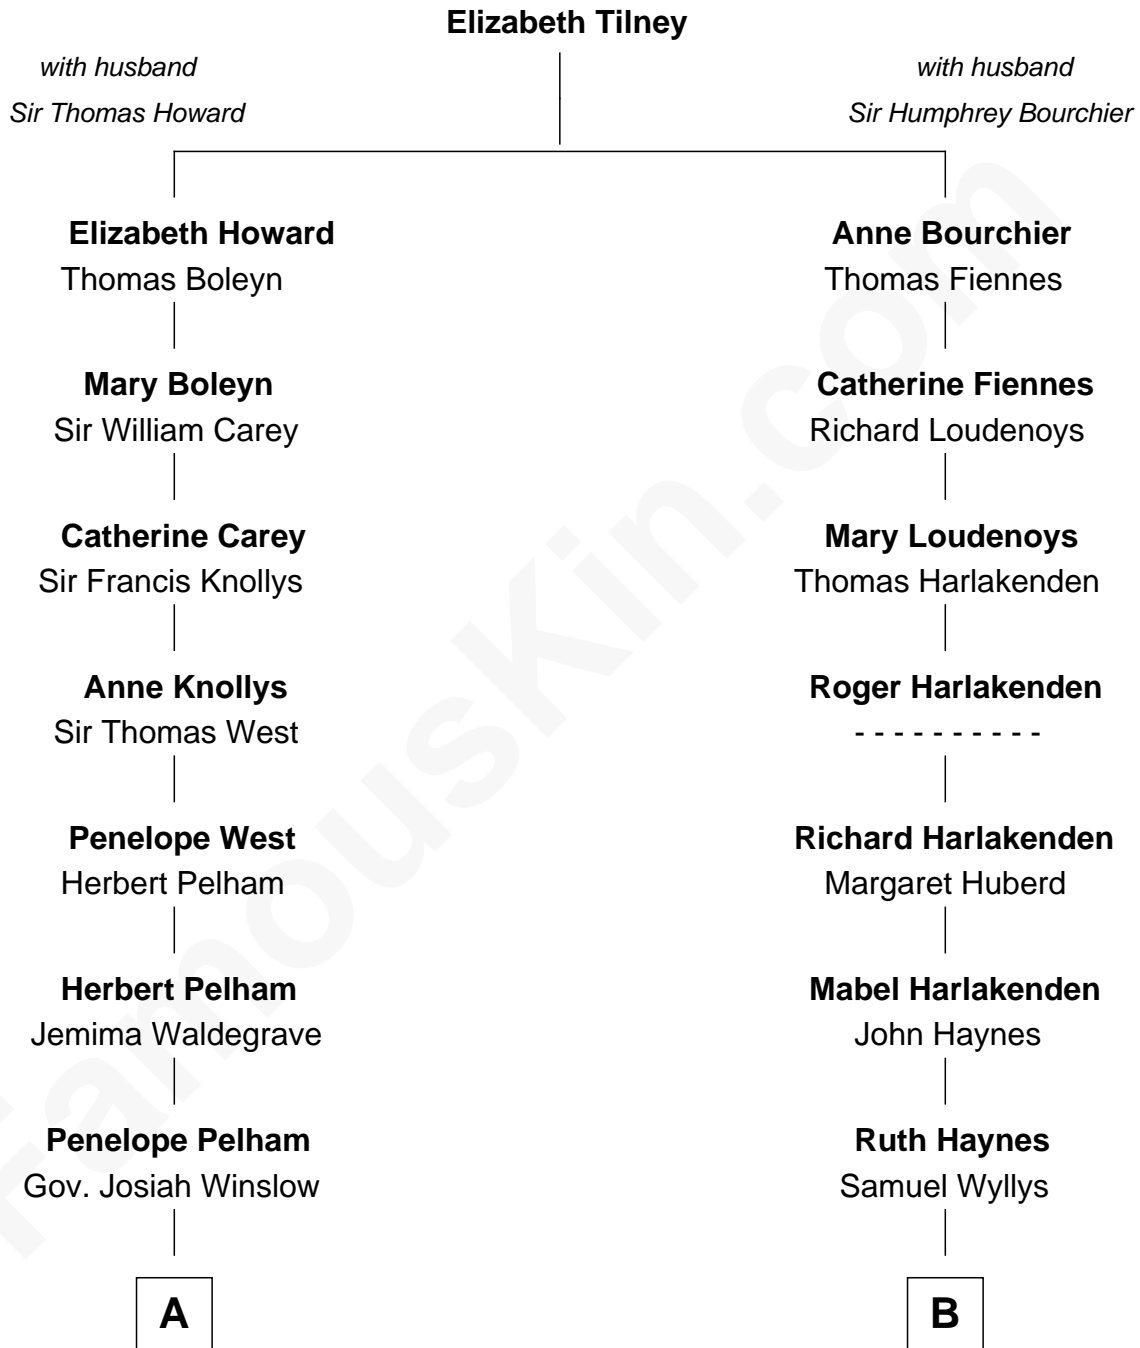 Elizabeth Tilney
with husband
Sir Thomas Howard
with husband
Sir Humphrey Bourchier
Elizabeth Howard
Thomas Boleyn
Anne Bourchier
Thomas Fiennes
Mary Boleyn
Sir William Carey
Catherine Fiennes
Richard Loudenoys
Catherine Carey
Sir Francis Knollys
Mary Loudenoys
Thomas Harlakenden
Anne Knollys
Sir Thomas West
Roger Harlakenden
- - - - - - - - - -
Penelope West
Herbert Pelham
Richard Harlakenden
Margaret Huberd
Herbert Pelham
Jemima Waldegrave
Mabel Harlakenden
John Haynes
Penelope Pelham
Gov. Josiah Winslow
Ruth Haynes
Samuel Wyllys
A
B
FamousKin.com